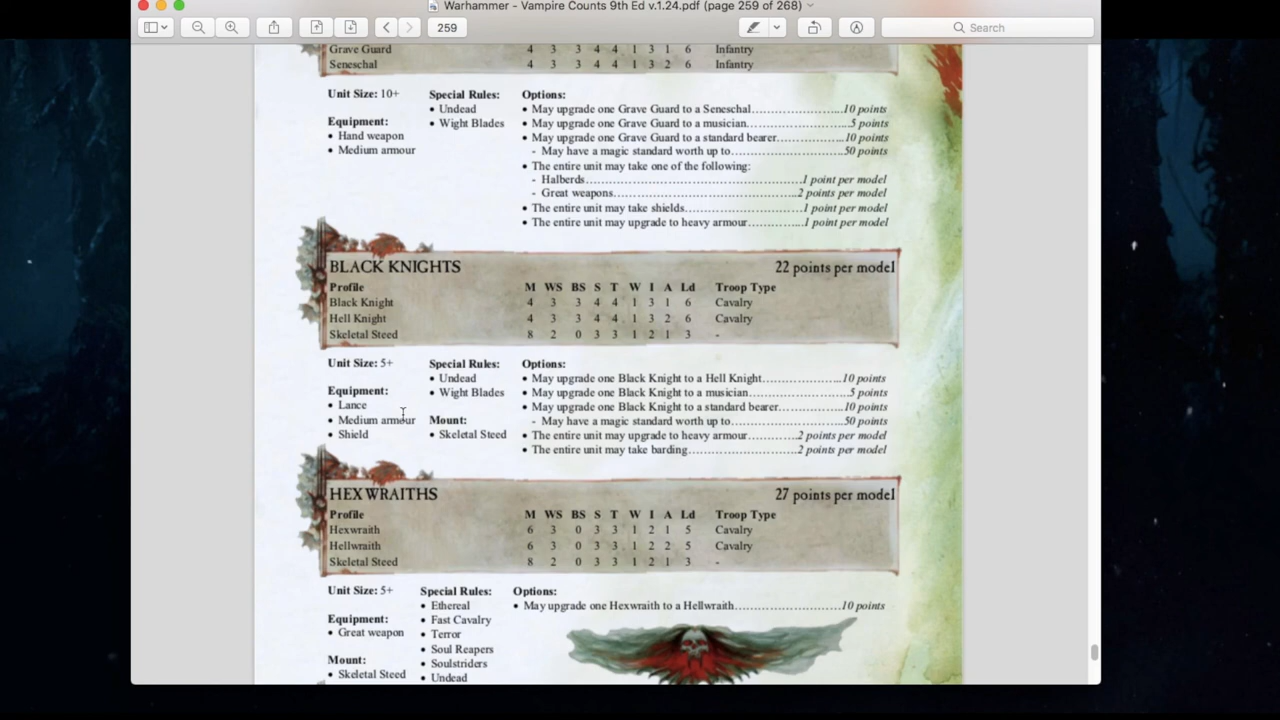 Warhammer - Vampire Counts 9th Ed v.1.24.pdf (page 259 of 268)
259
Search
Grave Guard 4 3 3 4 4 1 3 1 6 Infantry
Seneschal 4 3 3 4 4 1 3 2 6 Infantry
Unit Size: 10+
Equipment:
• Hand weapon
• Medium armour
Special Rules:
• Undead
• Wight Blades
Options:
• May upgrade one Grave Guard to a Seneschal.......................10 points
• May upgrade one Grave Guard to a musician.........................5 points
• May upgrade one Grave Guard to a standard bearer................10 points
- May have a magic standard worth up to.............................50 points
• The entire unit may take one of the following:
- Halberds...........................................................1 point per model
- Great weapons..................................................2 points per model
• The entire unit may take shields................................1 point per model
• The entire unit may upgrade to heavy armour.............1 point per model
BLACK KNIGHTS 22 points per model
Profile M WS BS S T W I A Ld Troop Type
Black Knight 4 3 3 4 4 1 3 1 6 Cavalry
Hell Knight 4 3 3 4 4 1 3 2 6 Cavalry
Skeletal Steed 8 2 0 3 3 1 2 1 3 -
Unit Size: 5+
Equipment:
• Lance
• Medium armour
• Shield
Special Rules:
• Undead
• Wight Blades
Mount:
• Skeletal Steed
Options:
• May upgrade one Black Knight to a Hell Knight.....................10 points
• May upgrade one Black Knight to a musician.........................5 points
• May upgrade one Black Knight to a standard bearer................10 points
- May have a magic standard worth up to.............................50 points
• The entire unit may upgrade to heavy armour............2 points per model
• The entire unit may take barding..............................2 points per model
HEXWRAITHS 27 points per model
Profile M WS BS S T W I A Ld Troop Type
Hexwraith 6 3 0 3 3 1 2 1 5 Cavalry
Hellwraith 6 3 0 3 3 1 2 2 5 Cavalry
Skeletal Steed 8 2 0 3 3 1 2 1 3 -
Unit Size: 5+
Equipment:
• Great weapon
Mount:
• Skeletal Steed
Special Rules:
• Ethereal
• Fast Cavalry
• Terror
• Soul Reapers
• Soulstriders
• Undead
Options:
• May upgrade one Hexwraith to a Hellwraith............................10 points